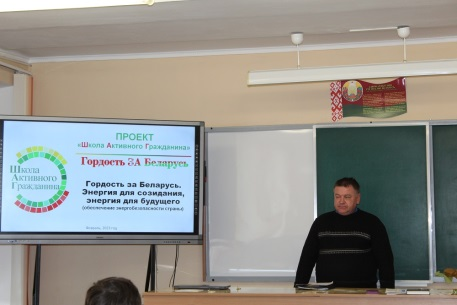 ПРОЕКТ
«Школа Активного Гражданина»
Гордость ЗА Беларусь
Школа
Активного
Гражданина
Гордость за Беларусь.
Энергия для созидания,
энергия для будущего
(обеспечение энергобезопасности страны)